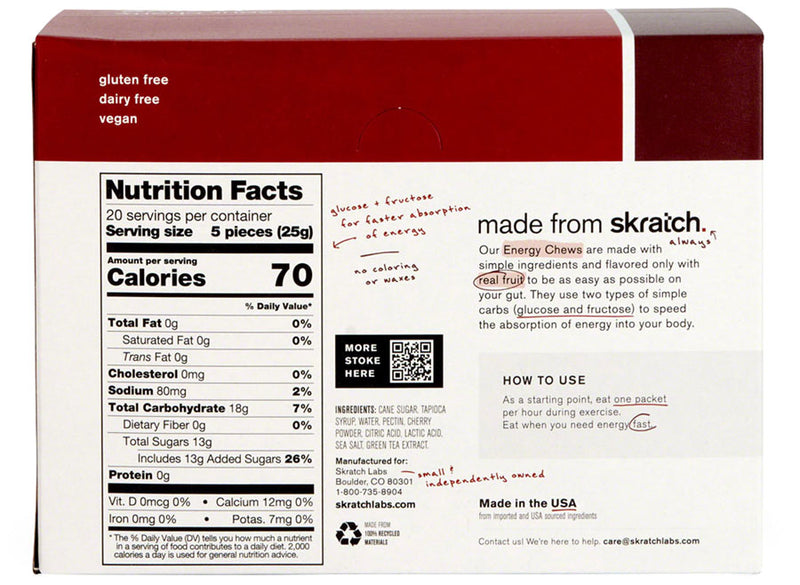 gluten free
dairy free
vegan
Nutrition Facts
20 servings per container
Serving size 5 pieces (25g)
Amount per serving
Calories 70
% Daily Value*
Total Fat 0g 0%
Saturated Fat 0g 0%
Trans Fat 0g
Cholesterol 0mg 0%
Sodium 80mg 2%
Total Carbohydrate 18g 7%
Dietary Fiber 0g 0%
Total Sugars 13g
Includes 13g Added Sugars 26%
Protein 0g
Vit. D 0mcg 0% • Calcium 12mg 0%
Iron 0mg 0% • Potas. 7mg 0%
* The % Daily Value (DV) tells you how much a nutrient
in a serving of food contributes to a daily diet. 2,000
calories a day is used for general nutrition advice.
glucose + fructose
for faster absorption
of energy
no coloring
or waxes
MORE
STOKE
HERE
INGREDIENTS: CANE SUGAR, TAPIOCA
SYRUP, WATER, PECTIN, CHERRY
POWDER, CITRIC ACID, LACTIC ACID,
SEA SALT, GREEN TEA EXTRACT.
Manufactured for:
Skratch Labs
Boulder, CO 80301
1-800-735-8904
skratchlabs.com
small &
independently owned
MADE FROM
100% RECYCLED
MATERIALS
made from skratch.
always
Our Energy Chews are made with
simple ingredients and flavored only with
real fruit to be as easy as possible on
your gut. They use two types of simple
carbs (glucose and fructose) to speed
the absorption of energy into your body.
HOW TO USE
As a starting point, eat one packet
per hour during exercise.
Eat when you need energy fast.
Made in the USA
from imported and USA sourced ingredients
Contact us! We're here to help. care@skratchlabs.com